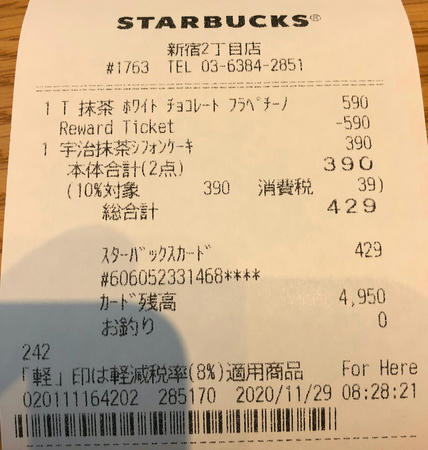 STARBUCKS®
新宿2丁目店
#1763 TEL 03-6384-2851
1 T 抹茶 ホワイト チョコレート フラペチーノ 590
Reward Ticket -590
1 宇治抹茶シフォンケーキ 390
本体合計(2点) 390
(10%対象 390 消費税 39)
総合計 429
スターバックスカード 429
#606052331468****
カード残高 4,950
お釣り 0
242
「軽」印は軽減税率(8%)適用商品 For Here
020111164202 285170 2020/11/29 08:28:21